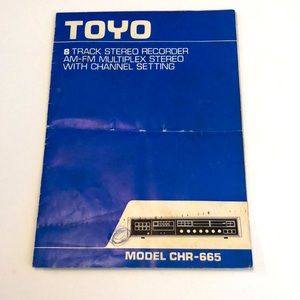 TOYO
8 TRACK STEREO RECORDER
AM-FM MULTIPLEX STEREO
WITH CHANNEL SETTING
MODEL CHR-665